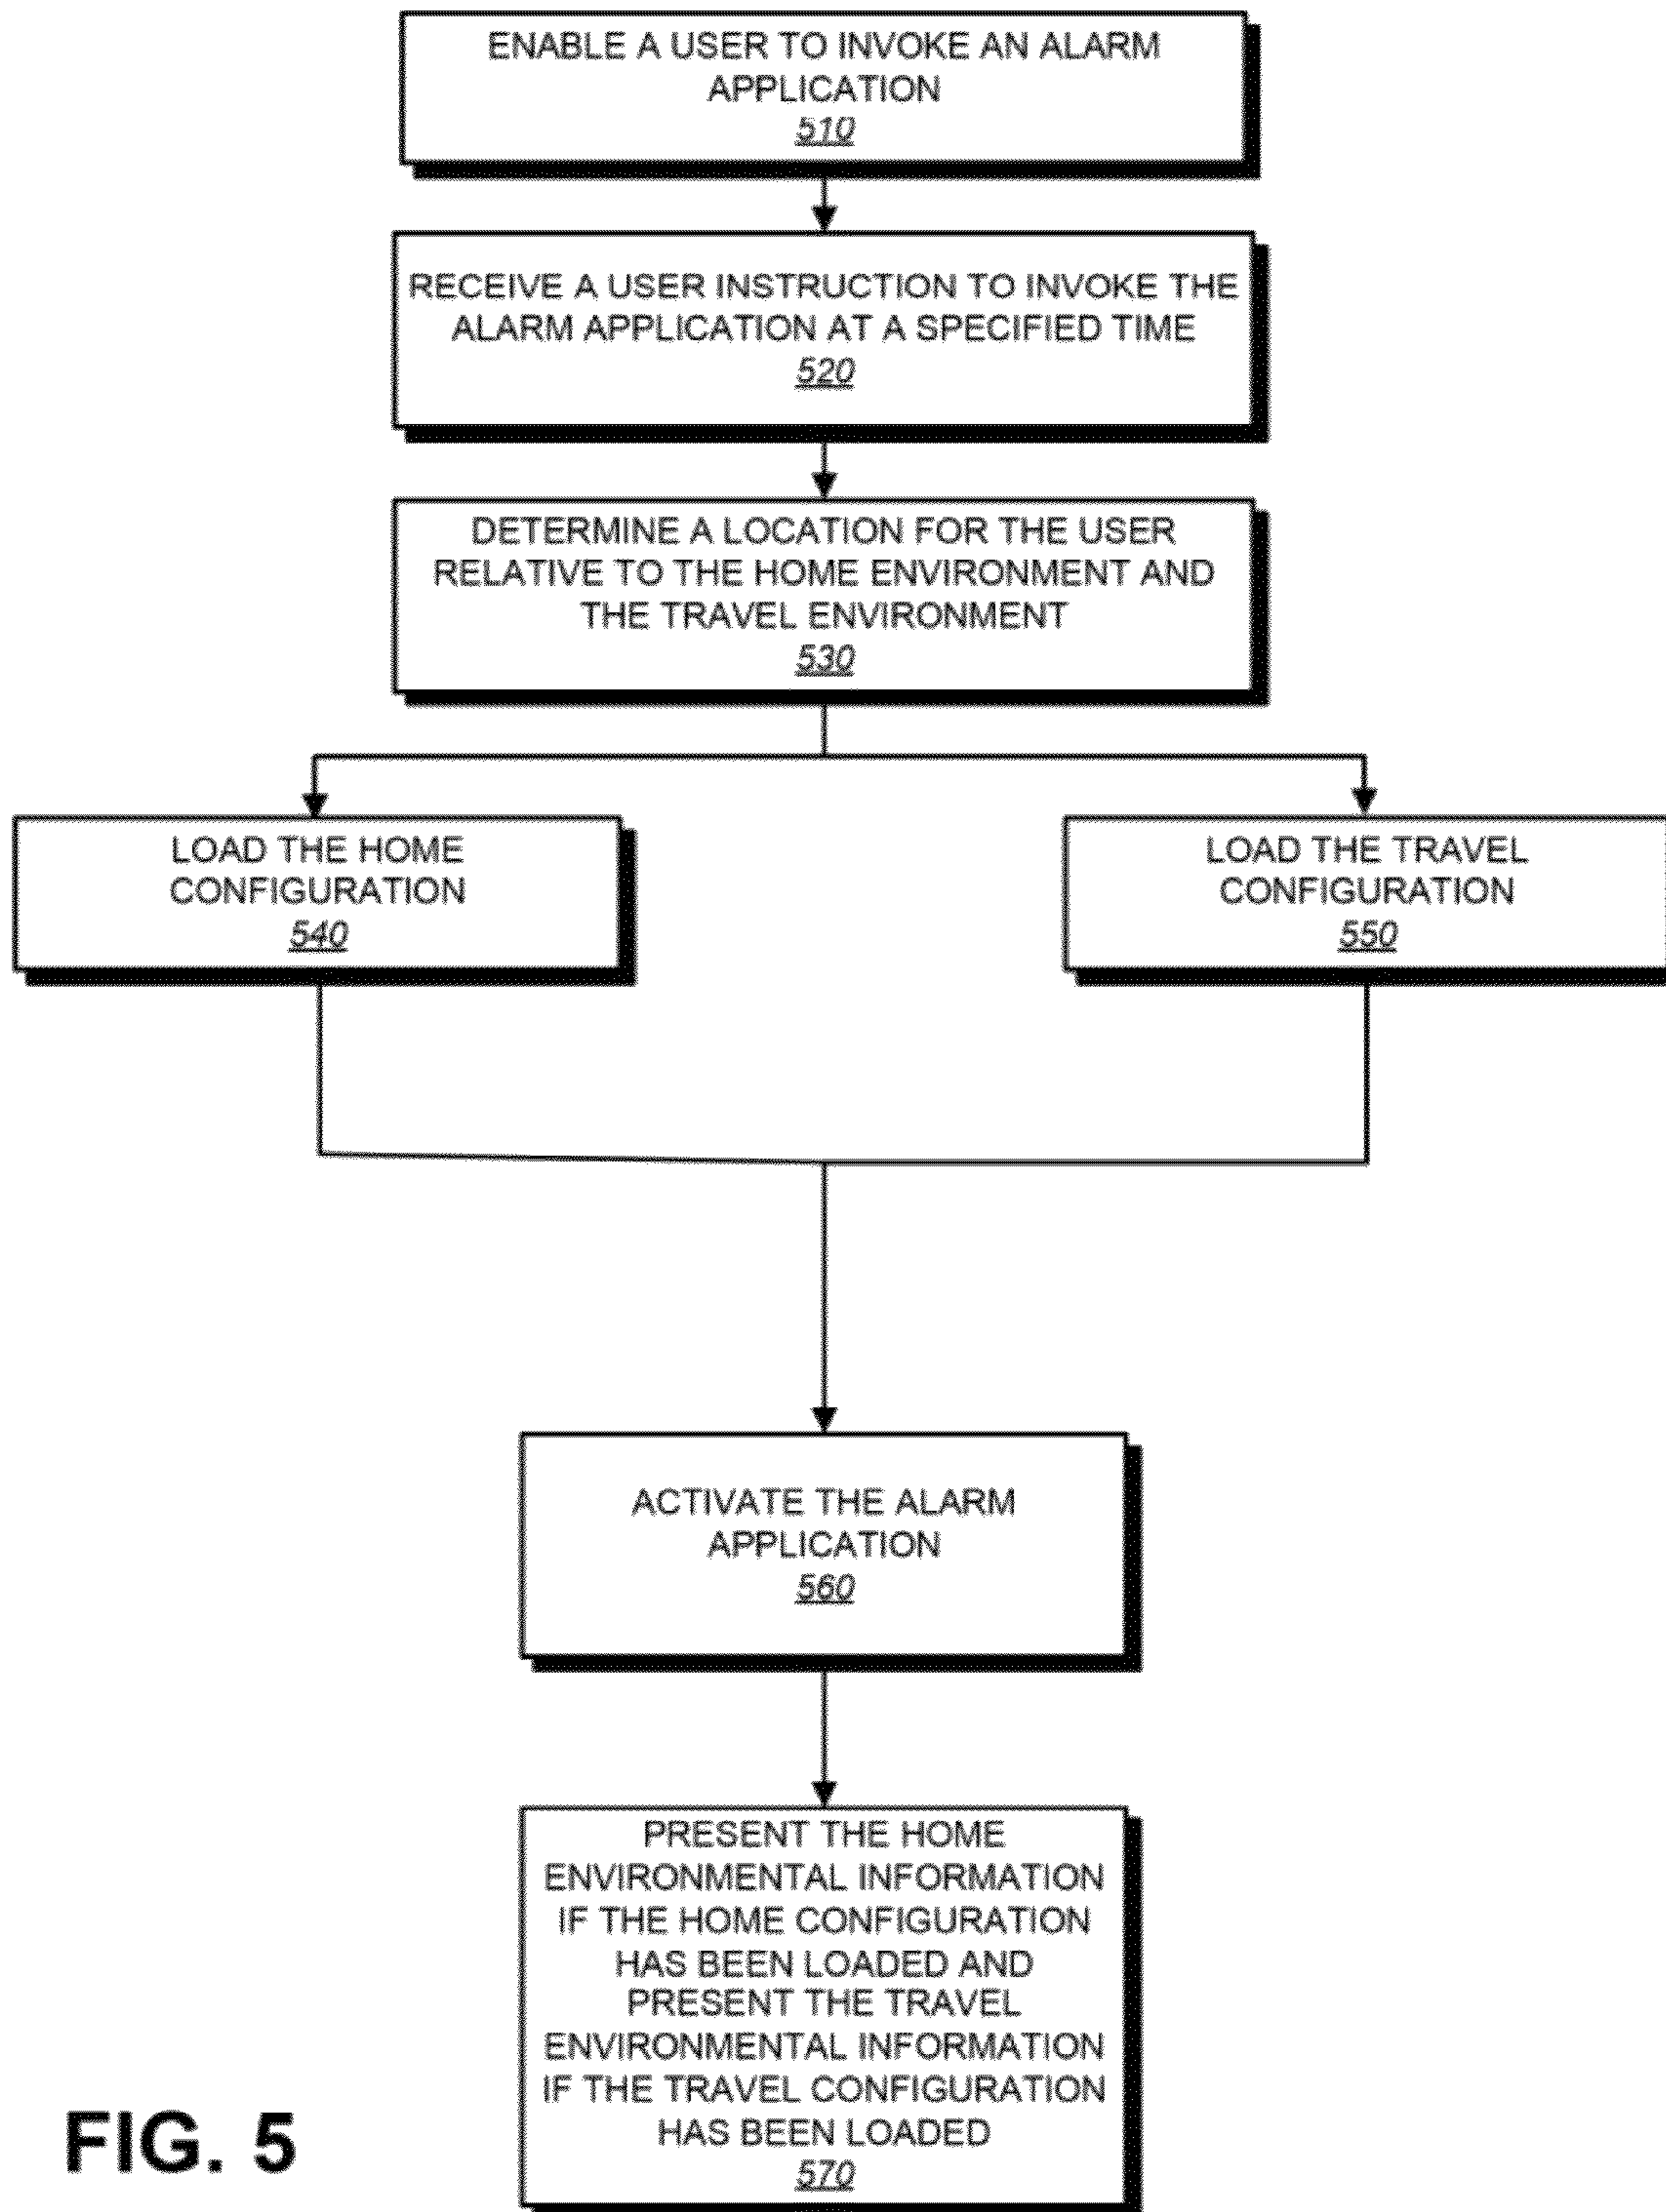 ENABLE A USER TO INVOKE AN ALARM
APPLICATION
510
RECEIVE A USER INSTRUCTION TO INVOKE THE
ALARM APPLICATION AT A SPECIFIED TIME
520
DETERMINE A LOCATION FOR THE USER
RELATIVE TO THE HOME ENVIRONMENT AND
THE TRAVEL ENVIRONMENT
530
LOAD THE HOME
CONFIGURATION
540
LOAD THE TRAVEL
CONFIGURATION
550
ACTIVATE THE ALARM
APPLICATION
560
PRESENT THE HOME
ENVIRONMENTAL INFORMATION
IF THE HOME CONFIGURATION
HAS BEEN LOADED AND
PRESENT THE TRAVEL
ENVIRONMENTAL INFORMATION
IF THE TRAVEL CONFIGURATION
HAS BEEN LOADED
570
FIG. 5